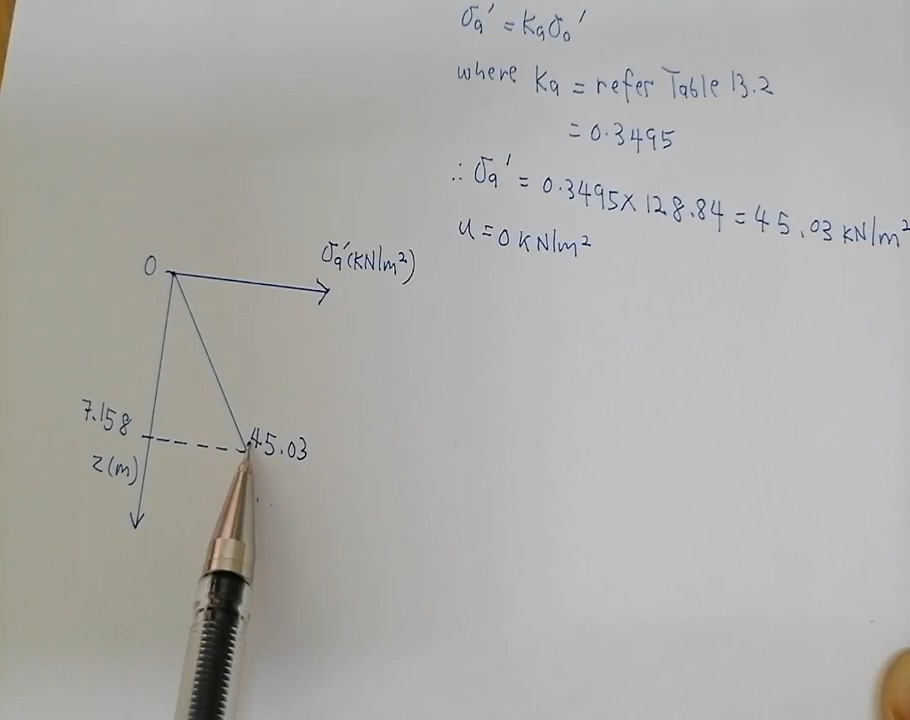 σa' = Kaσo'
where Ka = refer Table 13.2
= 0.3495
∴ σa' = 0.3495 × 128.84 = 45.03 kN/m²
u = 0 kN/m²
0
σa' (kN/m²)
7.158
45.03
z(m)